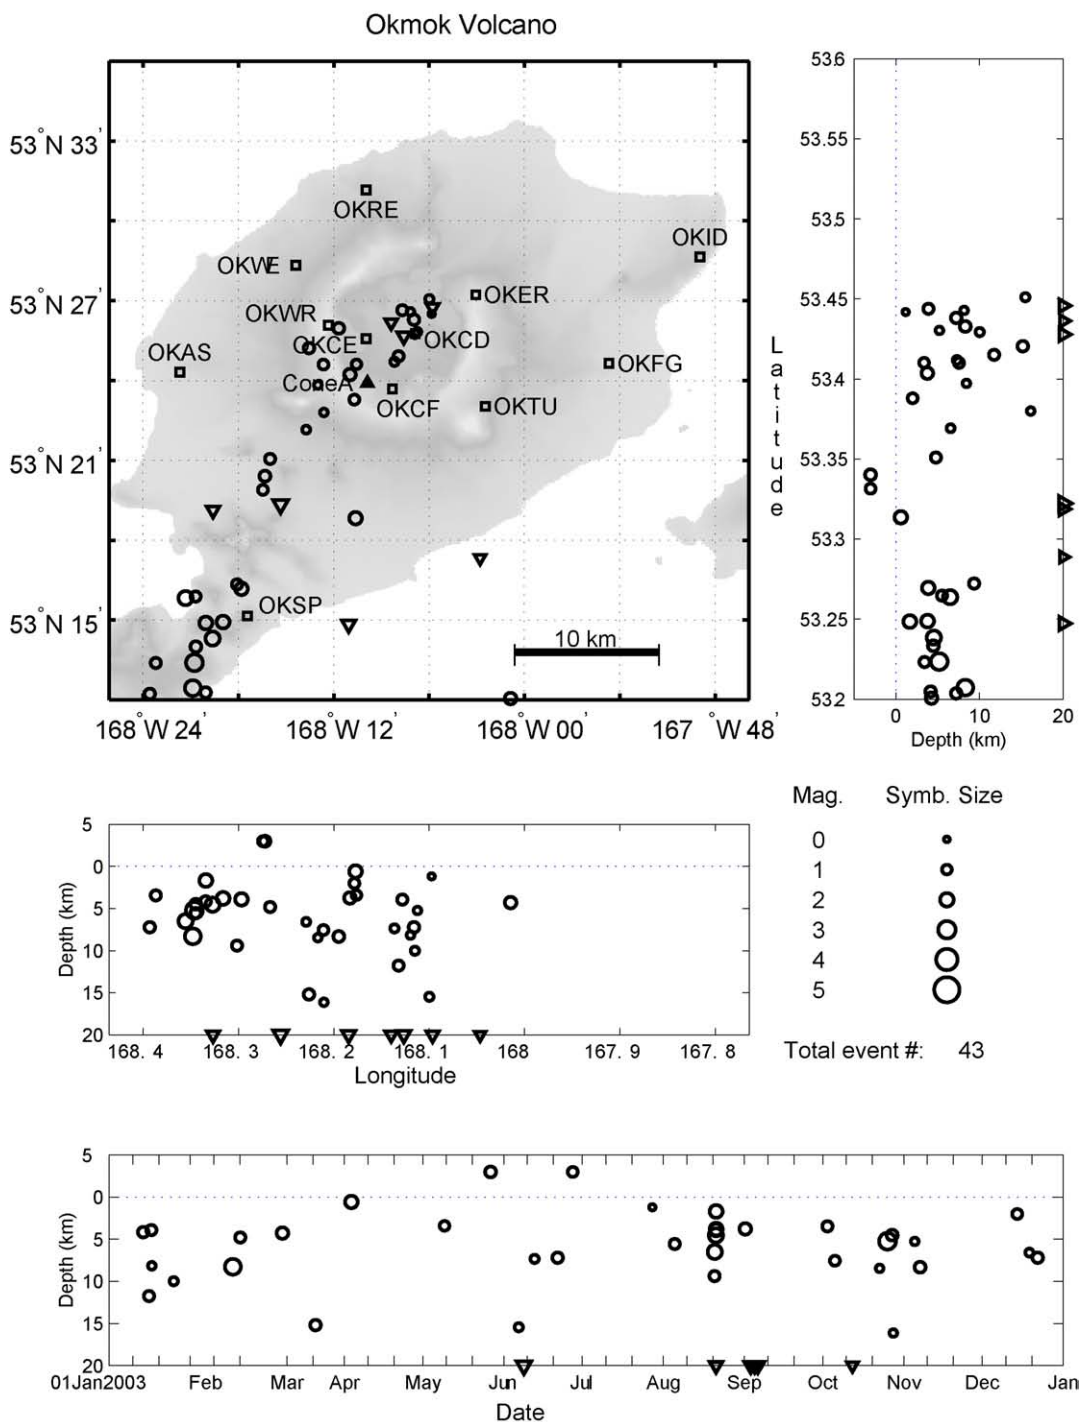 Okmok Volcano
53°N 33'
53°N 27'
53°N 21'
53°N 15'
168°W 24'
168°W 12'
168°W 00'
167°W 48'
OKRE
OKID
OKWE
OKER
OKWR
OKCE
OKCD
OKAS
OKFG
ConeA
OKCF
OKTU
OKSP
10 km
53.6
53.55
53.5
53.45
53.4
53.35
53.3
53.25
53.2
Latitude
0
10
20
Depth (km)
5
0
5
10
15
20
Depth (km)
168.4
168.3
168.2
168.1
168
167.9
167.8
Longitude
Mag. Symb. Size
0
1
2
3
4
5
Total event #: 43
5
0
5
10
15
20
Depth (km)
01Jan2003 Feb Mar Apr May Jun Jul Aug Sep Oct Nov Dec Jan
Date